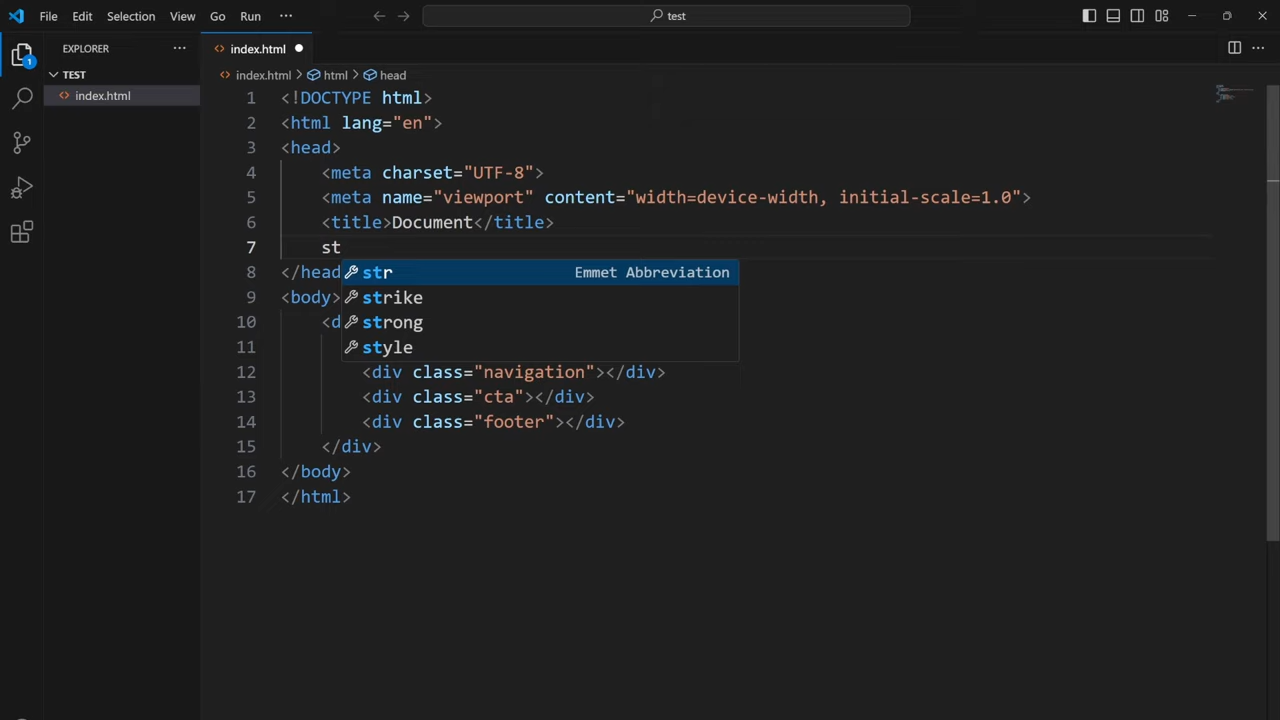 File Edit Selection View Go Run ··· test
EXPLORER ···
index.html
TEST
index.html > html > head
index.html
1 <!DOCTYPE html>
2 <html lang="en">
3 <head>
4 <meta charset="UTF-8">
5 <meta name="viewport" content="width=device-width, initial-scale=1.0">
6 <title>Document</title>
7 st
8 </head
str Emmet Abbreviation
9 <body>
strike
10 <d
strong
11
style
12 <div class="navigation"></div>
13 <div class="cta"></div>
14 <div class="footer"></div>
15 </div>
16 </body>
17 </html>
1